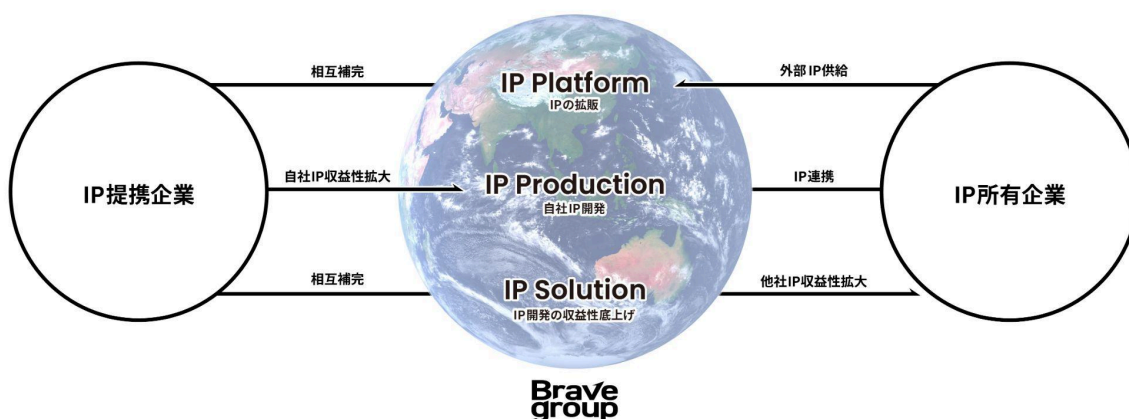 相互補完
IP Platform
IPの拡販
外部IP供給
IP提携企業
自社IP収益性拡大
IP Production
自社IP開発
IP連携
IP所有企業
相互補完
IP Solution
IP開発の収益性底上げ
他社IP収益性拡大
Brave
group